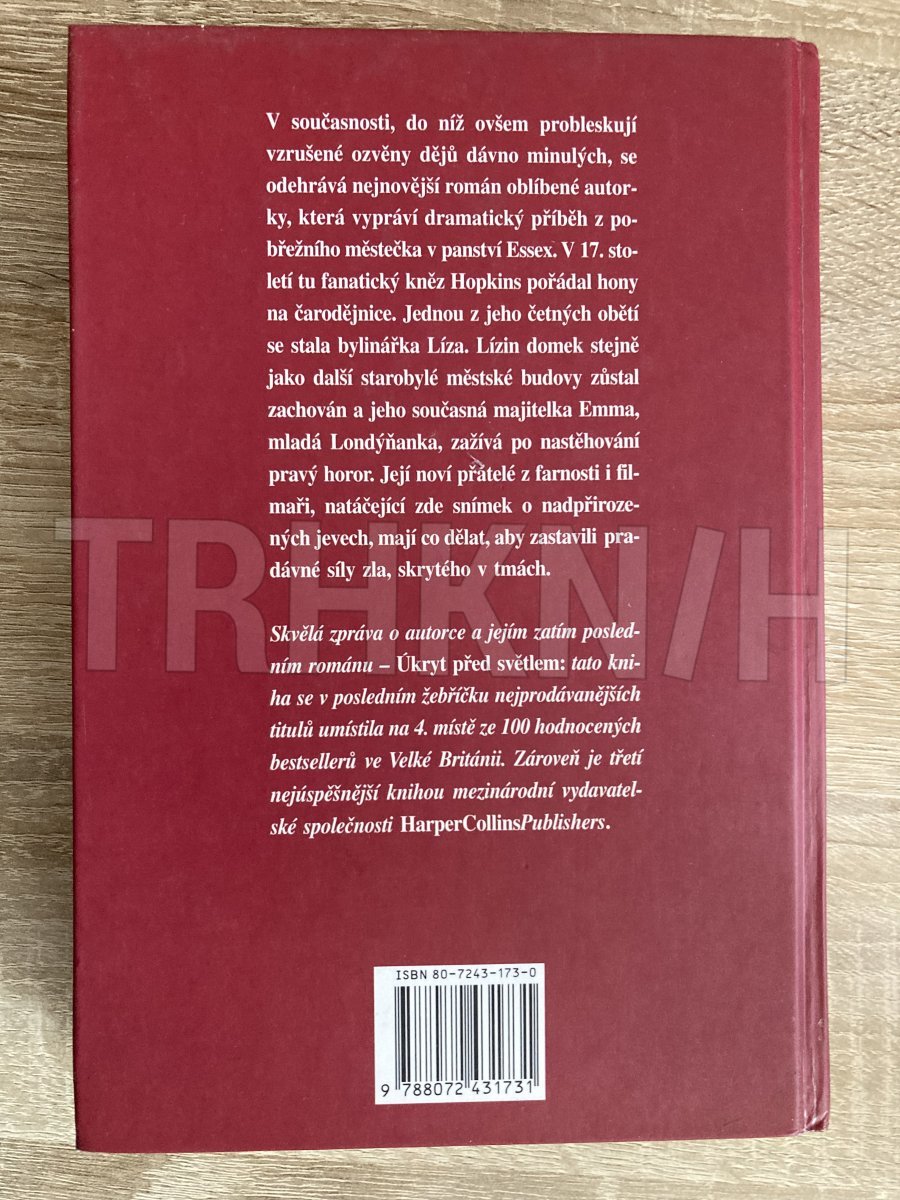 V současnosti, do níž ovšem probleskují
vzrušené ozvěny dějů dávno minulých, se
odehrává nejnovější román oblíbené autor-
ky, která vypráví dramatický příběh z po-
břežního městečka v panství Essex. V 17. sto-
letí tu fanatický kněz Hopkins pořádal hony
na čarodějnice. Jednou z jeho četných obětí
se stala bylinářka Líza. Lízin domek stejně
jako další starobylé městské budovy zůstal
zachován a jeho současná majitelka Emma,
mladá Londýňanka, zažívá po nastěhování
pravý horor. Její noví přátelé z farnosti i fil-
maři, natáčející zde snímek o nadpřiroze-
ných jevech, mají co dělat, aby zastavili pra-
dávné síly zla, skrytého v tmách.
TRHKN/H
Skvělá zpráva o autorce a jejím zatím posled-
ním románu – Úkryt před světlem: tato kni-
ha se v posledním žebříčku nejprodávanějších
titulů umístila na 4. místě ze 100 hodnocených
bestsellerů ve Velké Británii. Zároveň je třetí
nejúspěšnější knihou mezinárodní vydavatel-
ské společnosti HarperCollinsPublishers.
ISBN 80-7243-173-0
9 788072 431731